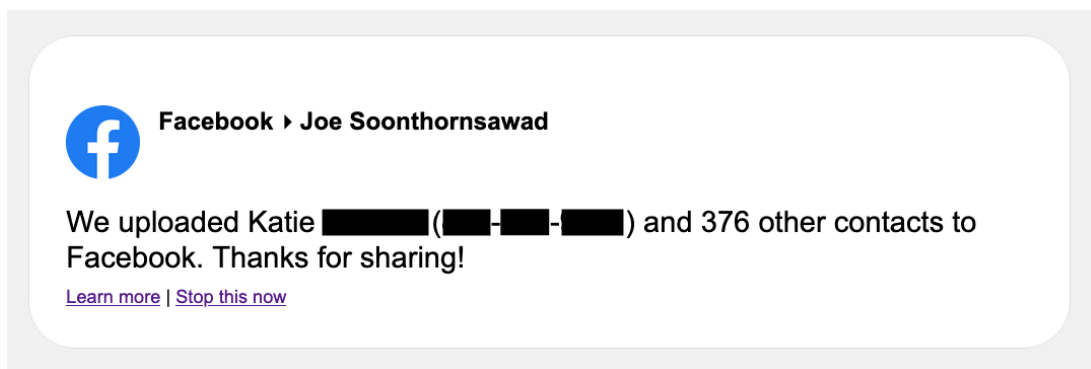 Facebook ▸ Joe Soonthornsawad
We uploaded Katie ( - - ) and 376 other contacts to
Facebook. Thanks for sharing!
Learn more | Stop this now